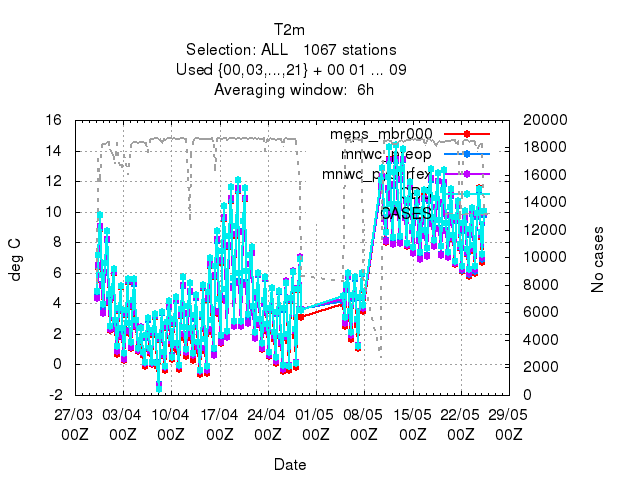 T2m
Selection: ALL 1067 stations
Used {00,03,...,21} + 00 01 ... 09
Averaging window: 6h
deg C
No cases
16
14
12
10
8
6
4
2
0
-2
20000
18000
16000
14000
12000
10000
8000
6000
4000
2000
0
meps_mbr000
CASES
27/03 03/04 10/04 17/04 24/04 01/05 08/05 15/05 22/05 29/05
00Z 00Z 00Z 00Z 00Z 00Z 00Z 00Z 00Z 00Z
Date